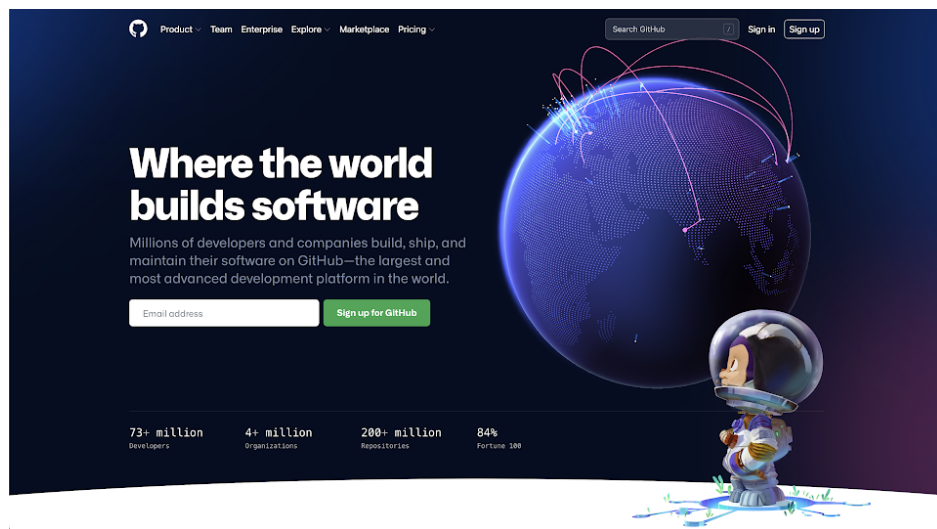 Product Team Enterprise Explore Marketplace Pricing Search GitHub / Sign in Sign up
Where the world
builds software
Millions of developers and companies build, ship, and
maintain their software on GitHub—the largest and
most advanced development platform in the world.
Email address Sign up for GitHub
73+ million 4+ million 200+ million 84%
Developers Organizations Repositories Fortune 100